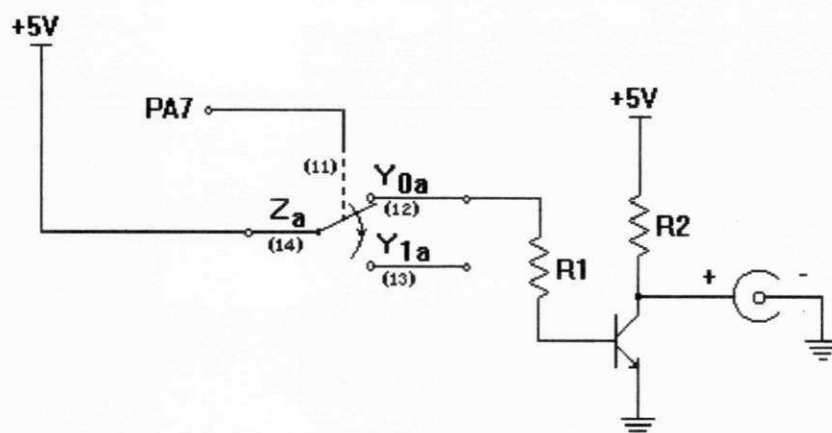 +5V
PA7
+5V
(11)
Y0a
Za
(12)
R2
(14)
Y1a
R1
+ -
(13)